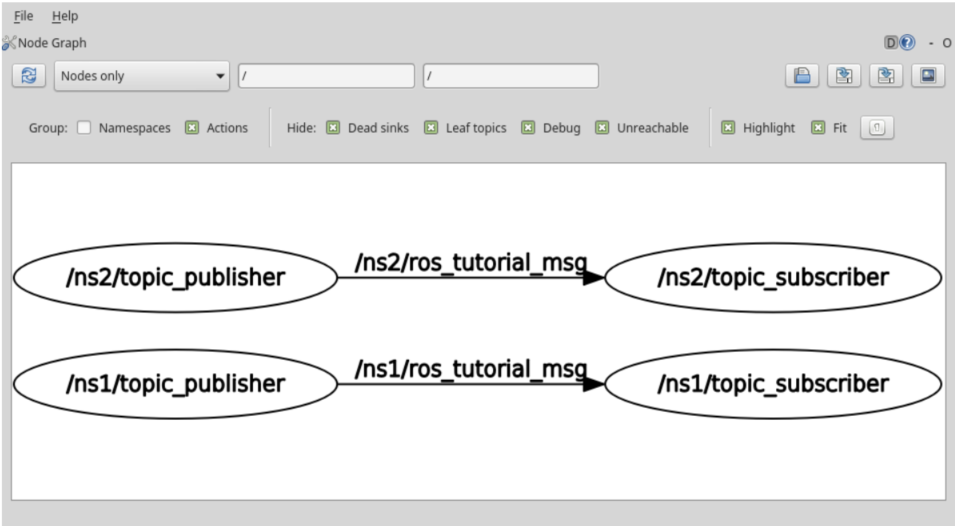 File Help
Node Graph D ? - O
Nodes only / /
Group: Namespaces Actions Hide: Dead sinks Leaf topics Debug Unreachable Highlight Fit
/ns2/topic_publisher /ns2/ros_tutorial_msg /ns2/topic_subscriber
/ns1/topic_publisher /ns1/ros_tutorial_msg /ns1/topic_subscriber